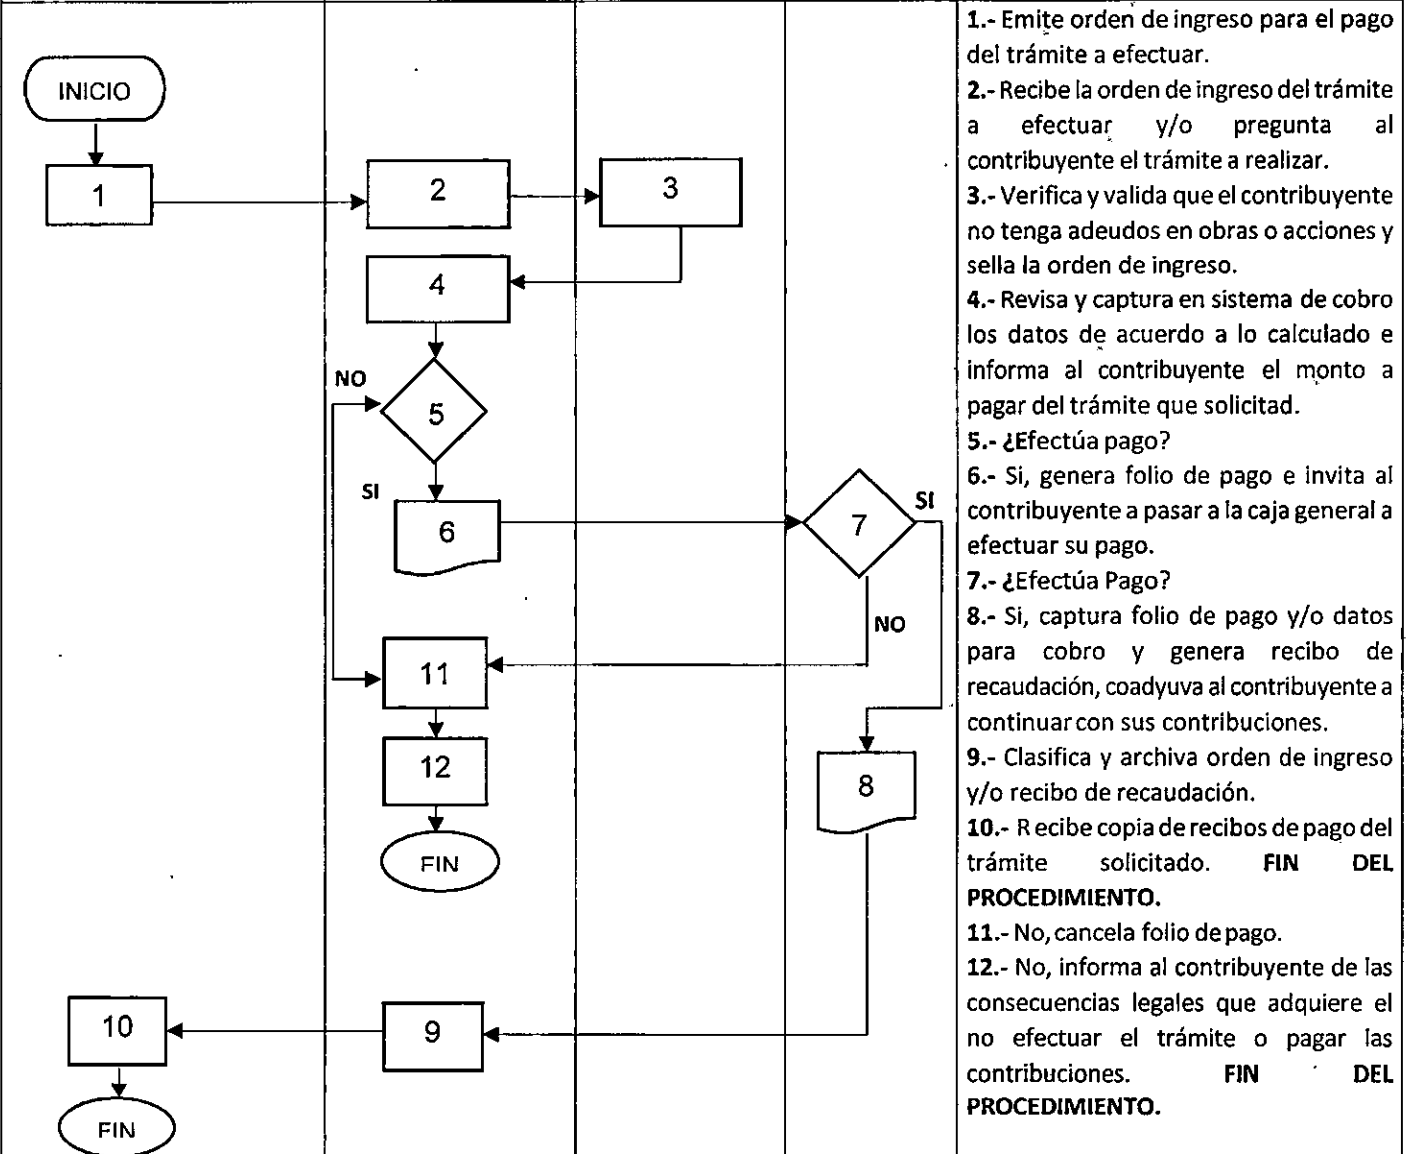 INICIO
1
2
3
4
NO
5
SI
6
7
SI
NO
11
12
8
FIN
10
9
FIN
1.- Emite orden de ingreso para el pago
del trámite a efectuar.
2.- Recibe la orden de ingreso del trámite
a efectuar y/o pregunta al
contribuyente el trámite a realizar.
3.- Verifica y valida que el contribuyente
no tenga adeudos en obras o acciones y
sella la orden de ingreso.
4.- Revisa y captura en sistema de cobro
los datos de acuerdo a lo calculado e
informa al contribuyente el monto a
pagar del trámite que solicitad.
5.- ¿Efectúa pago?
6.- Si, genera folio de pago e invita al
contribuyente a pasar a la caja general a
efectuar su pago.
7.- ¿Efectúa Pago?
8.- Si, captura folio de pago y/o datos
para cobro y genera recibo de
recaudación, coadyuva al contribuyente a
continuar con sus contribuciones.
9.- Clasifica y archiva orden de ingreso
y/o recibo de recaudación.
10.- R ecibe copia de recibos de pago del
trámite solicitado. FIN DEL
PROCEDIMIENTO.
11.- No, cancela folio de pago.
12.- No, informa al contribuyente de las
consecuencias legales que adquiere el
no efectuar el trámite o pagar las
contribuciones. FIN DEL
PROCEDIMIENTO.